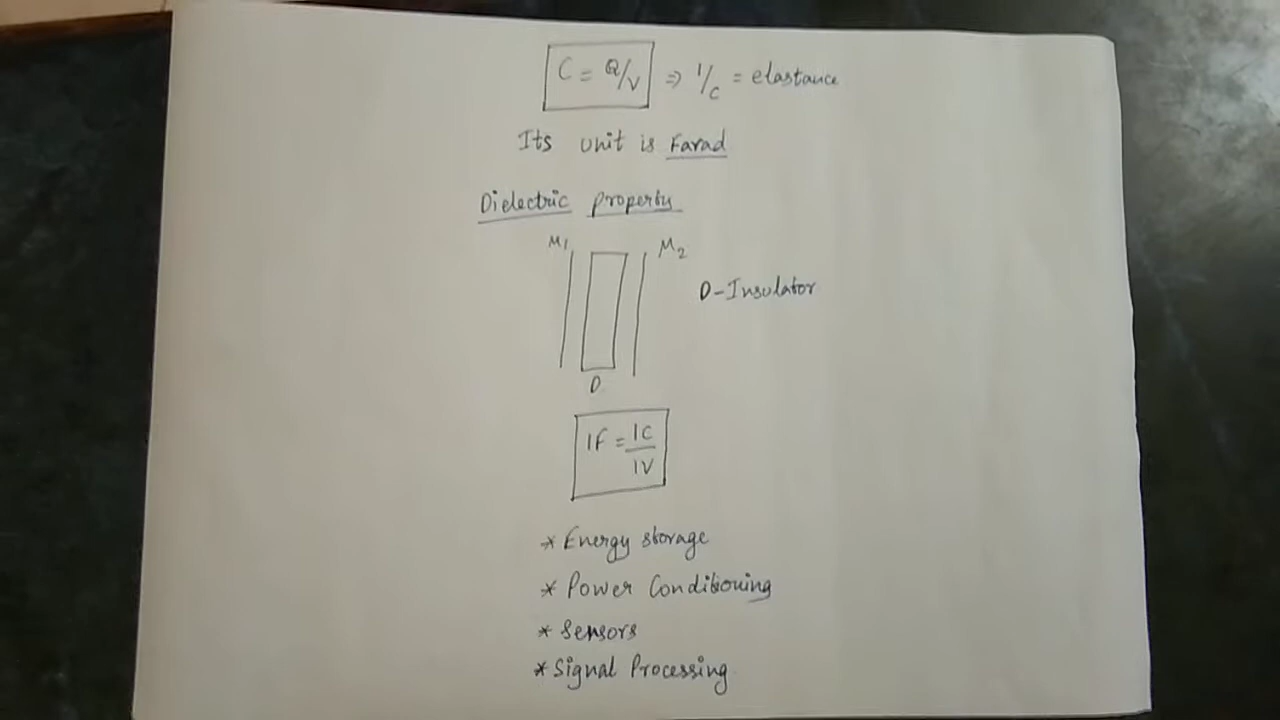 C = Q/V ⇒ 1/C = elastance
Its unit is Farad
Dielectric Property
M1 M2
D-Insulator
D
1F = 1C/1V
* Energy storage
* Power Conditioning
* Sensors
* Signal Processing